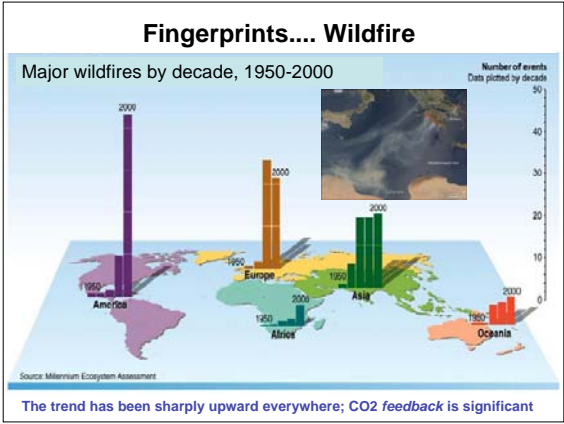 Fingerprints.... Wildfire
Major wildfires by decade, 1950-2000
Number of events
Data plotted by decade
50
40
30
20
10
0
2000
1950
America
2000
1950
Europe
2000
1950
Asia
2000
1950
Africa
2000
1950
Oceania
Source: Millennium Ecosystem Assessment
The trend has been sharply upward everywhere; CO2 feedback is significant